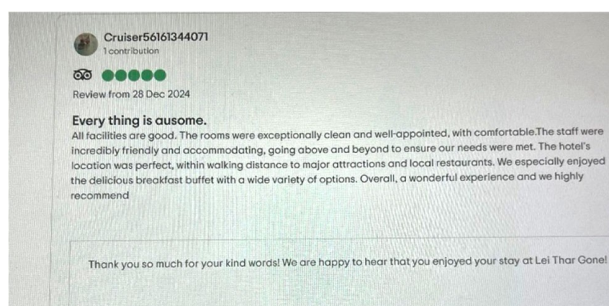 Cruiser56161344071
1 contribution
Review from 28 Dec 2024
Every thing is ausome.
All facilities are good. The rooms were exceptionally clean and well-appointed, with comfortable.The staff were
incredibly friendly and accommodating, going above and beyond to ensure our needs were met. The hotel's
location was perfect, within walking distance to major attractions and local restaurants. We especially enjoyed
the delicious breakfast buffet with a wide variety of options. Overall, a wonderful experience and we highly
recommend
Thank you so much for your kind words! We are happy to hear that you enjoyed your stay at Lei Thar Gone!